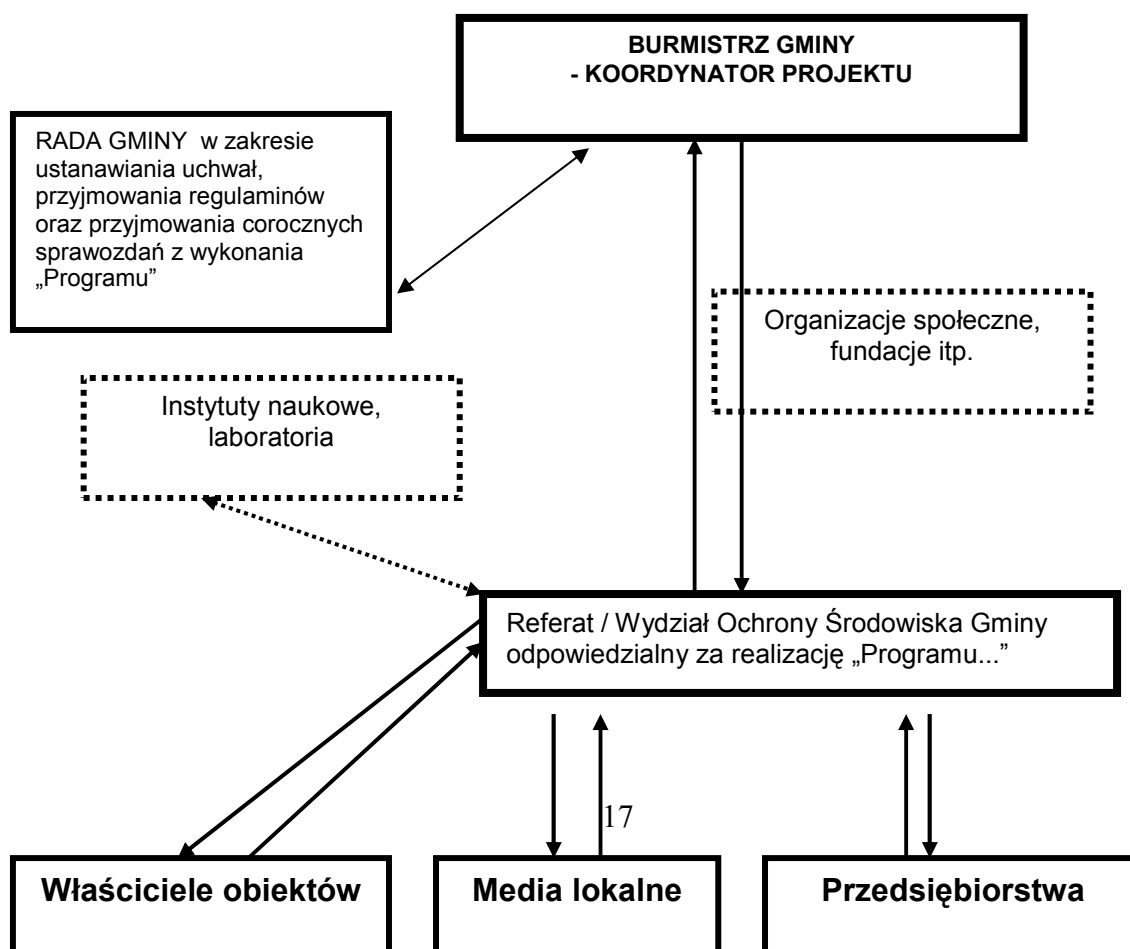 BURMISTRZ GMINY
- KOORDYNATOR PROJEKTU
RADA GMINY w zakresie
ustanawiania uchwał,
przyjmowania regulaminów
oraz przyjmowania corocznych
sprawozdań z wykonania
„Programu”
Organizacje społeczne,
fundacje itp.
Instytuty naukowe,
laboratoria
Referat / Wydział Ochrony Środowiska Gminy
odpowiedzialny za realizację „Programu...”
17
Właściciele obiektów
Media lokalne
Przedsiębiorstwa